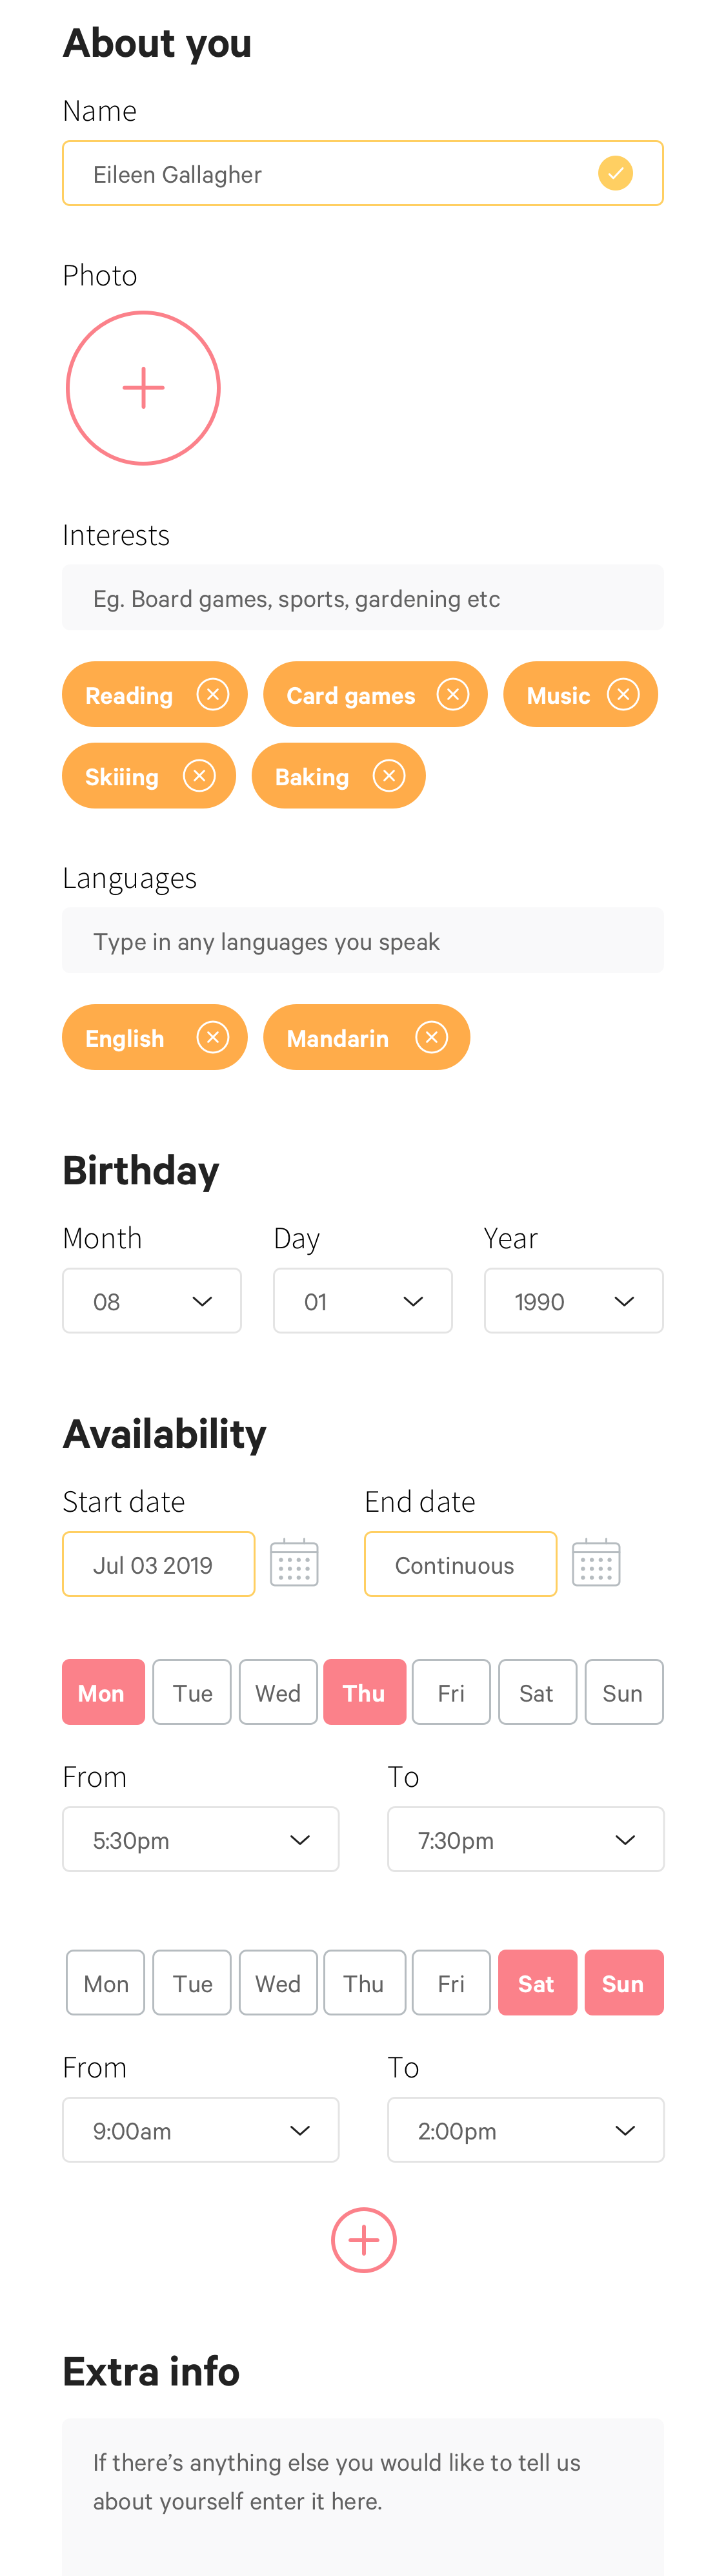 About you
Name
Eileen Gallagher
Photo
Interests
Eg. Board games, sports, gardening etc
Reading Card games Music
Skiiing Baking
Languages
Type in any languages you speak
English Mandarin
Birthday
Month Day Year
08 01 1990
Availability
Start date End date
Jul 03 2019 Continuous
Mon Tue Wed Thu Fri Sat Sun
From To
5:30pm 7:30pm
Mon Tue Wed Thu Fri Sat Sun
From To
9:00am 2:00pm
Extra info
If there’s anything else you would like to tell us
about yourself enter it here.